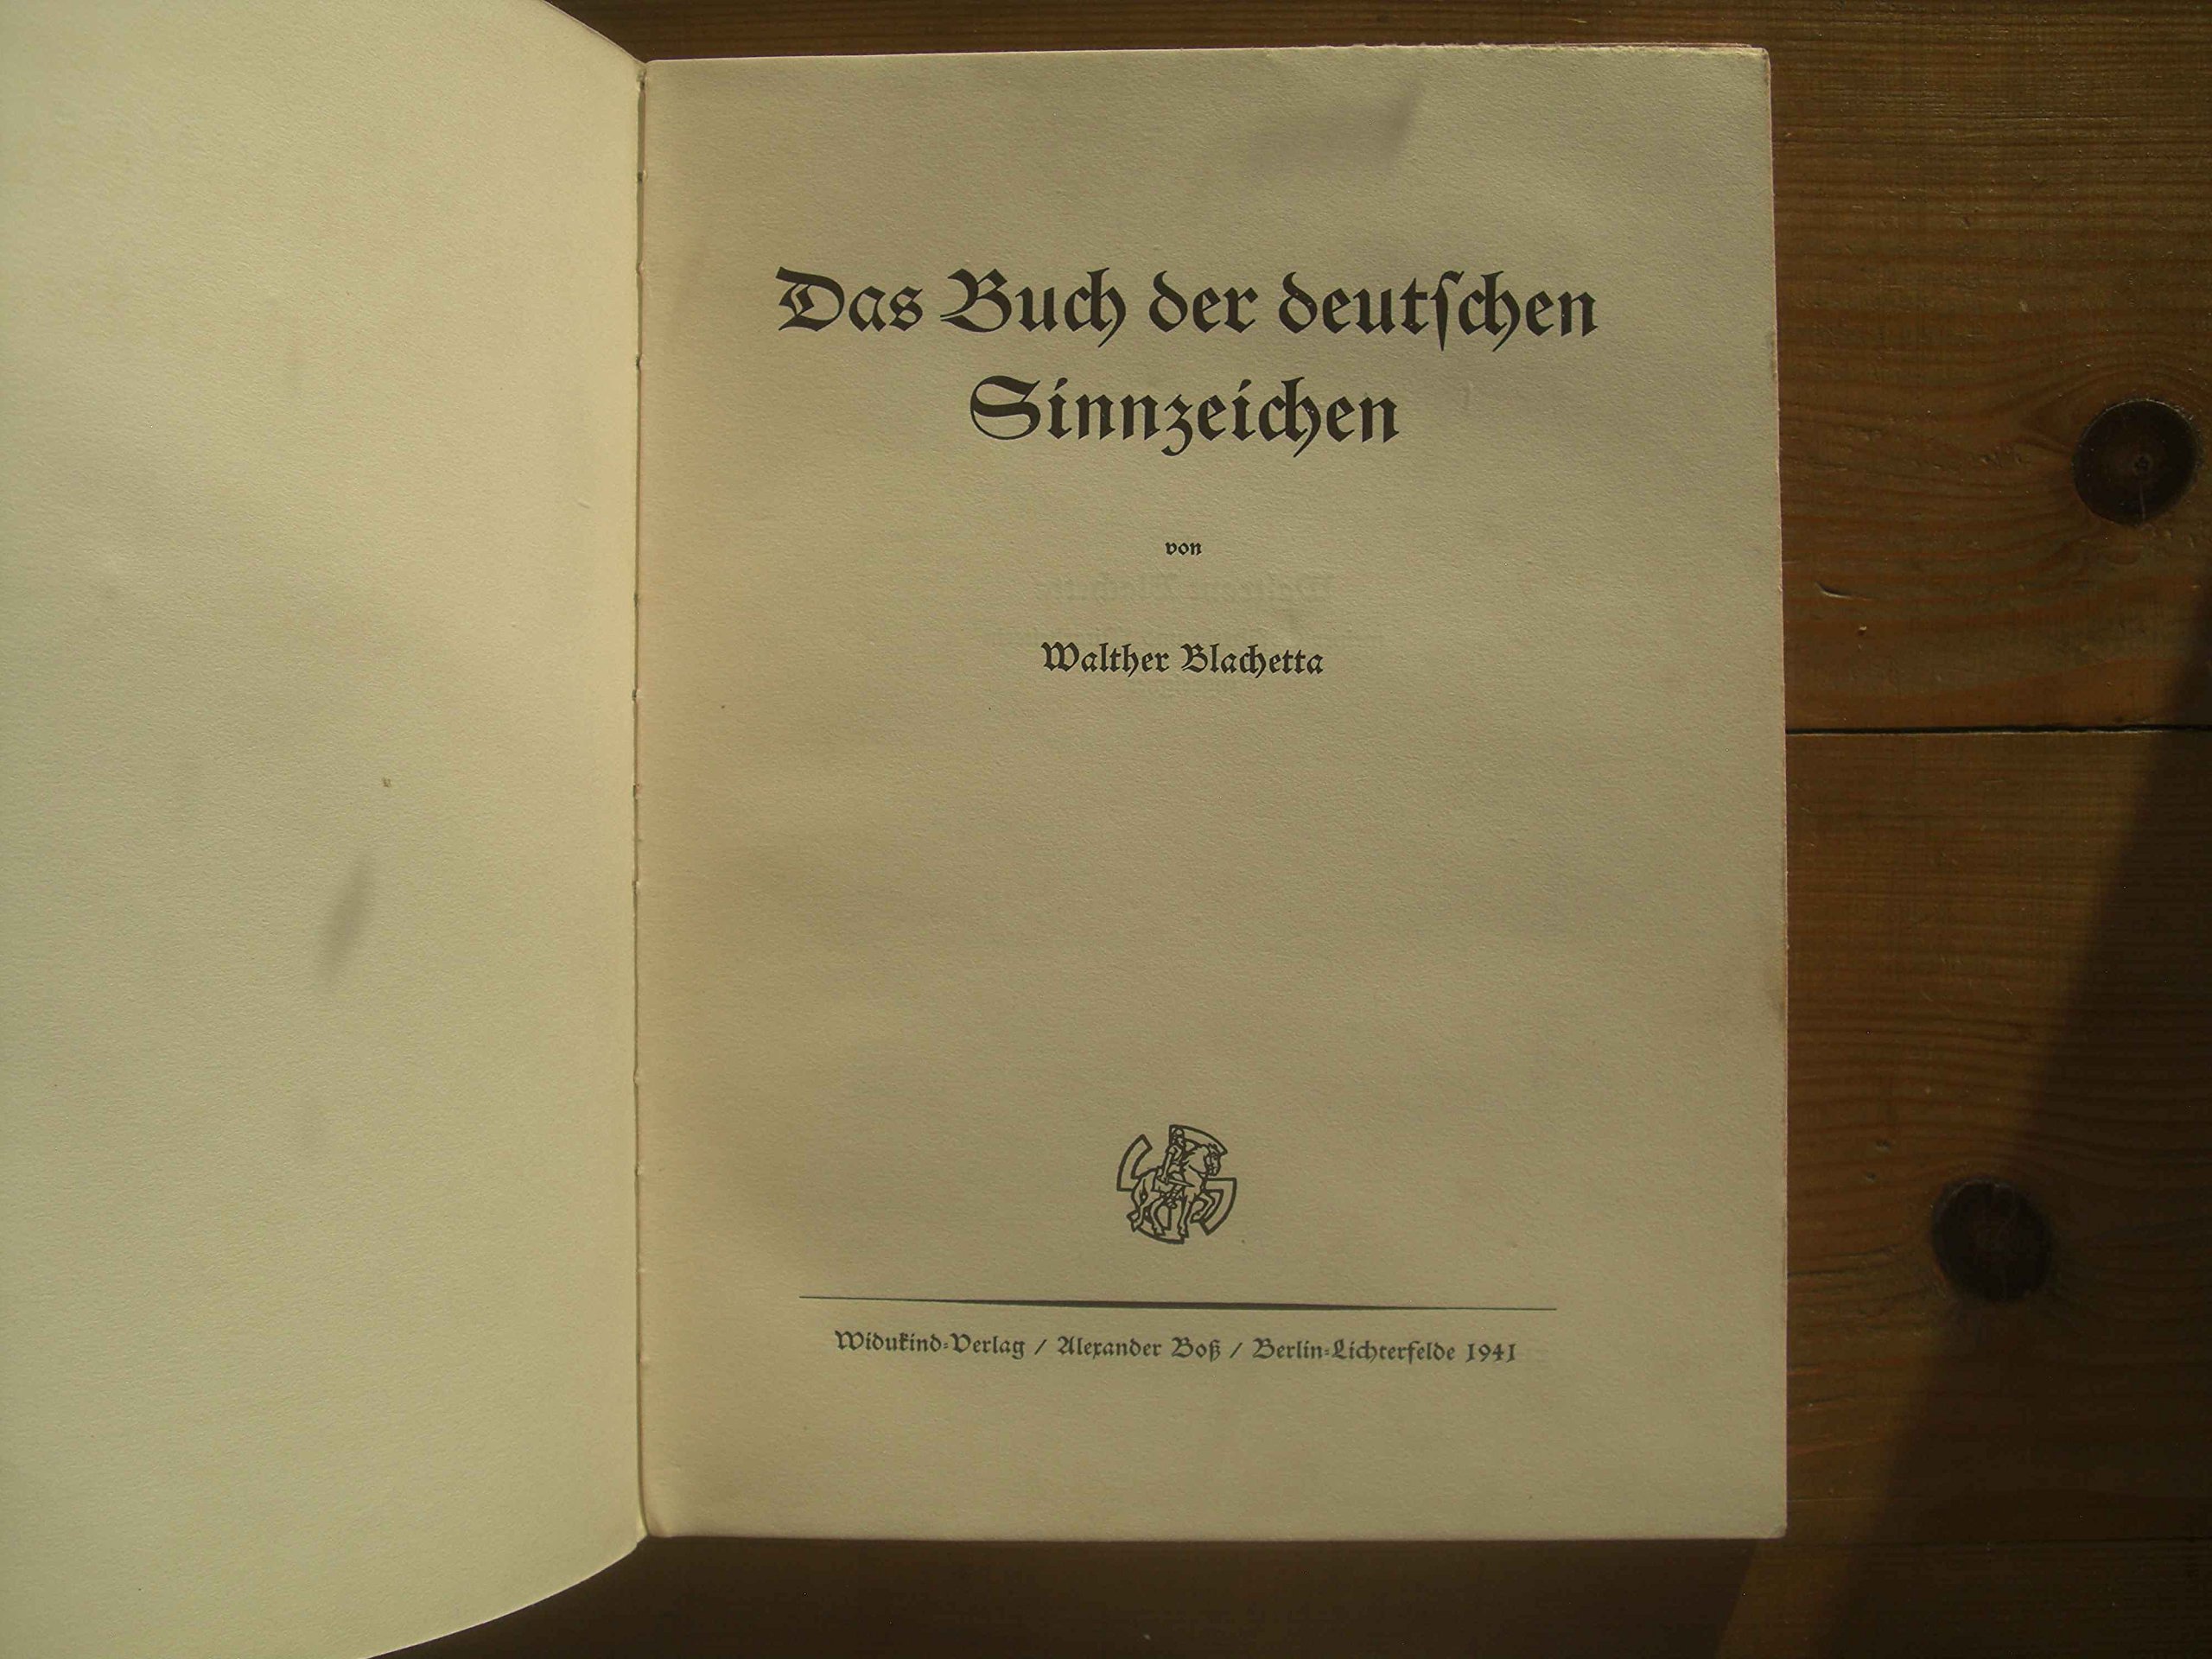 Das Buch der deutſchen
Sinnzeichen
von
Walther Blachetta
Widukind-Verlag / Alexander Boß / Berlin-Lichterfelde 1941